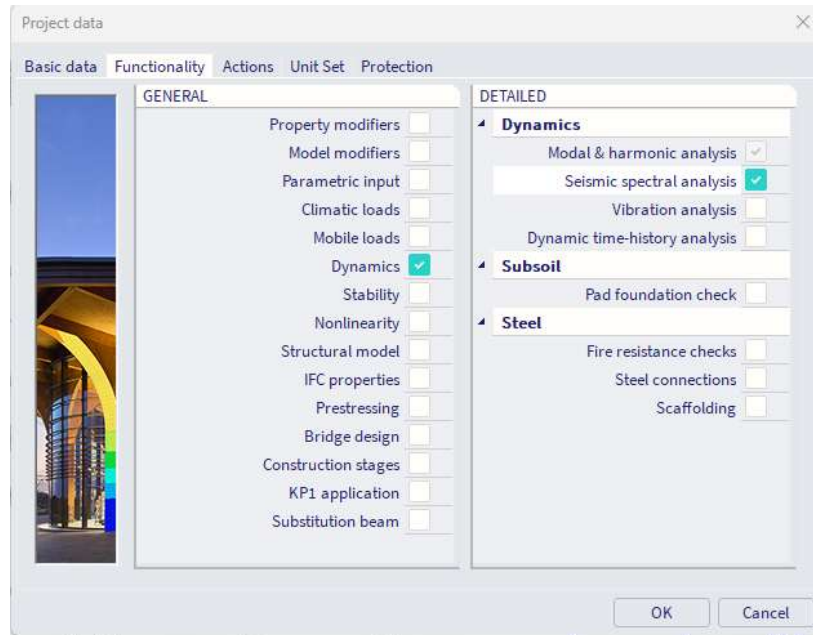 Project data
Basic data Functionality Actions Unit Set Protection
GENERAL
Property modifiers
Model modifiers
Parametric input
Climatic loads
Mobile loads
Dynamics
Stability
Nonlinearity
Structural model
IFC properties
Prestressing
Bridge design
Construction stages
KP1 application
Substitution beam
DETAILED
Dynamics
Modal & harmonic analysis
Seismic spectral analysis
Vibration analysis
Dynamic time-history analysis
Subsoil
Pad foundation check
Steel
Fire resistance checks
Steel connections
Scaffolding
OK Cancel